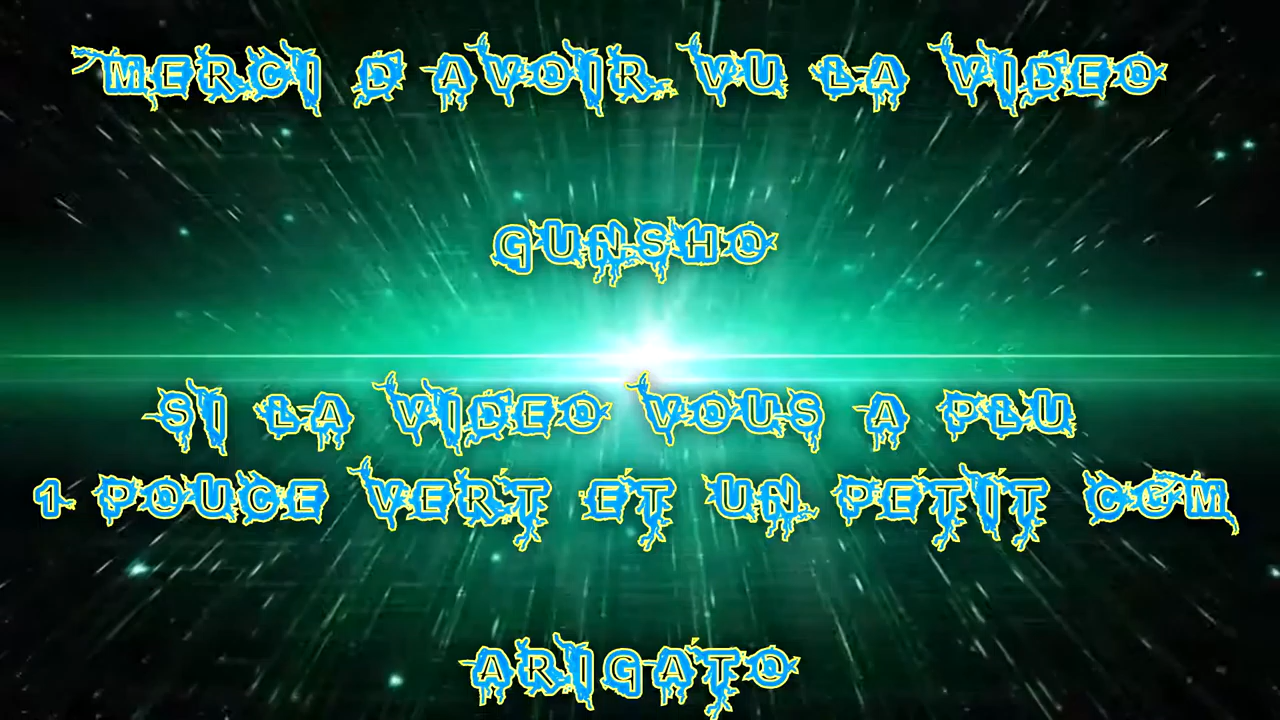 MERCI D AVOIR VU LA VIDEO
GUNSHO
SI LA VIDEO VOUS A PLU
1 POUCE VERT ET UN PETIT COM
ARIGATO